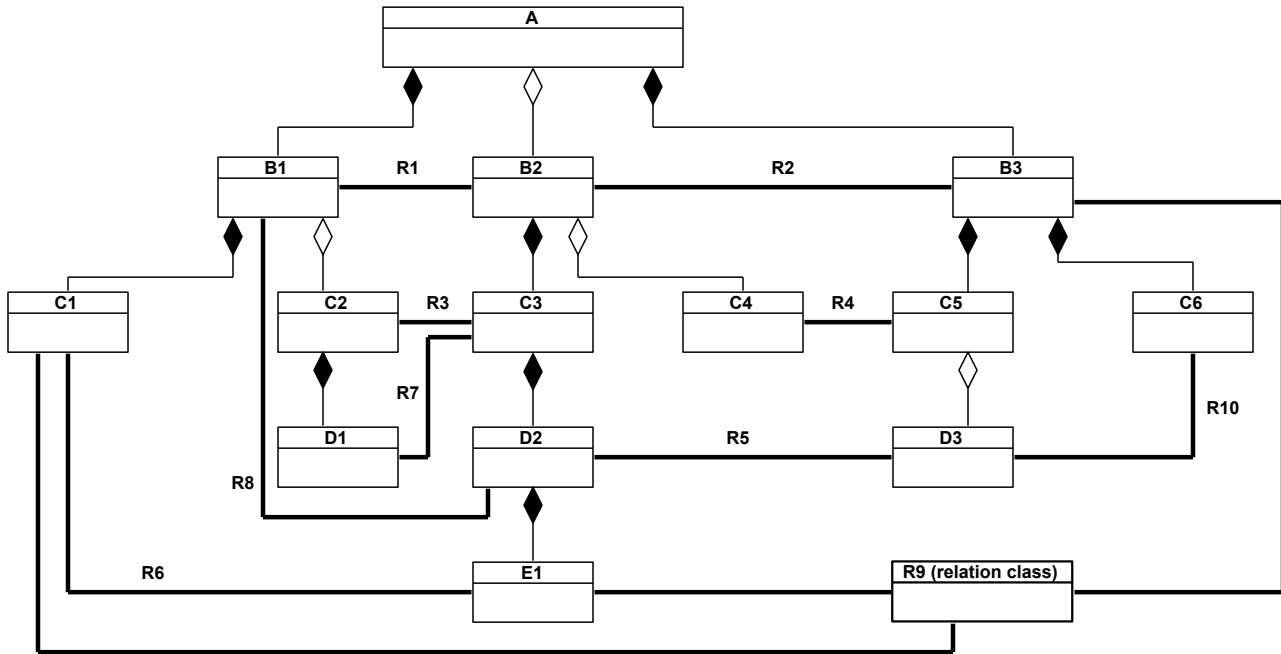 A
B1
R1
B2
R2
B3
C1
C2
R3
C3
C4
R4
C5
C6
R7
R10
D1
D2
R5
D3
R8
R6
E1
R9 (relation class)